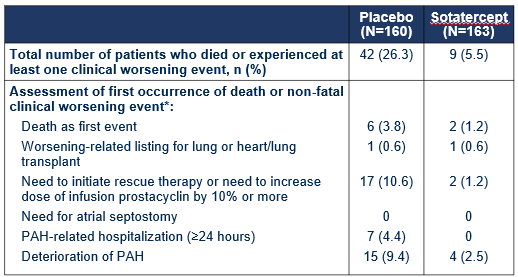 Placebo Sotatercept
(N=160) (N=163)
Total number of patients who died or experienced at 42 (26.3) 9 (5.5)
least one clinical worsening event, n (%)
Assessment of first occurrence of death or non-fatal
clinical worsening event*:
Death as first event 6 (3.8) 2 (1.2)
Worsening-related listing for lung or heart/lung 1 (0.6) 1 (0.6)
transplant
Need to initiate rescue therapy or need to increase 17 (10.6) 2 (1.2)
dose of infusion prostacyclin by 10% or more
Need for atrial septostomy 0 0
PAH-related hospitalization (≥24 hours) 7 (4.4) 0
Deterioration of PAH 15 (9.4) 4 (2.5)